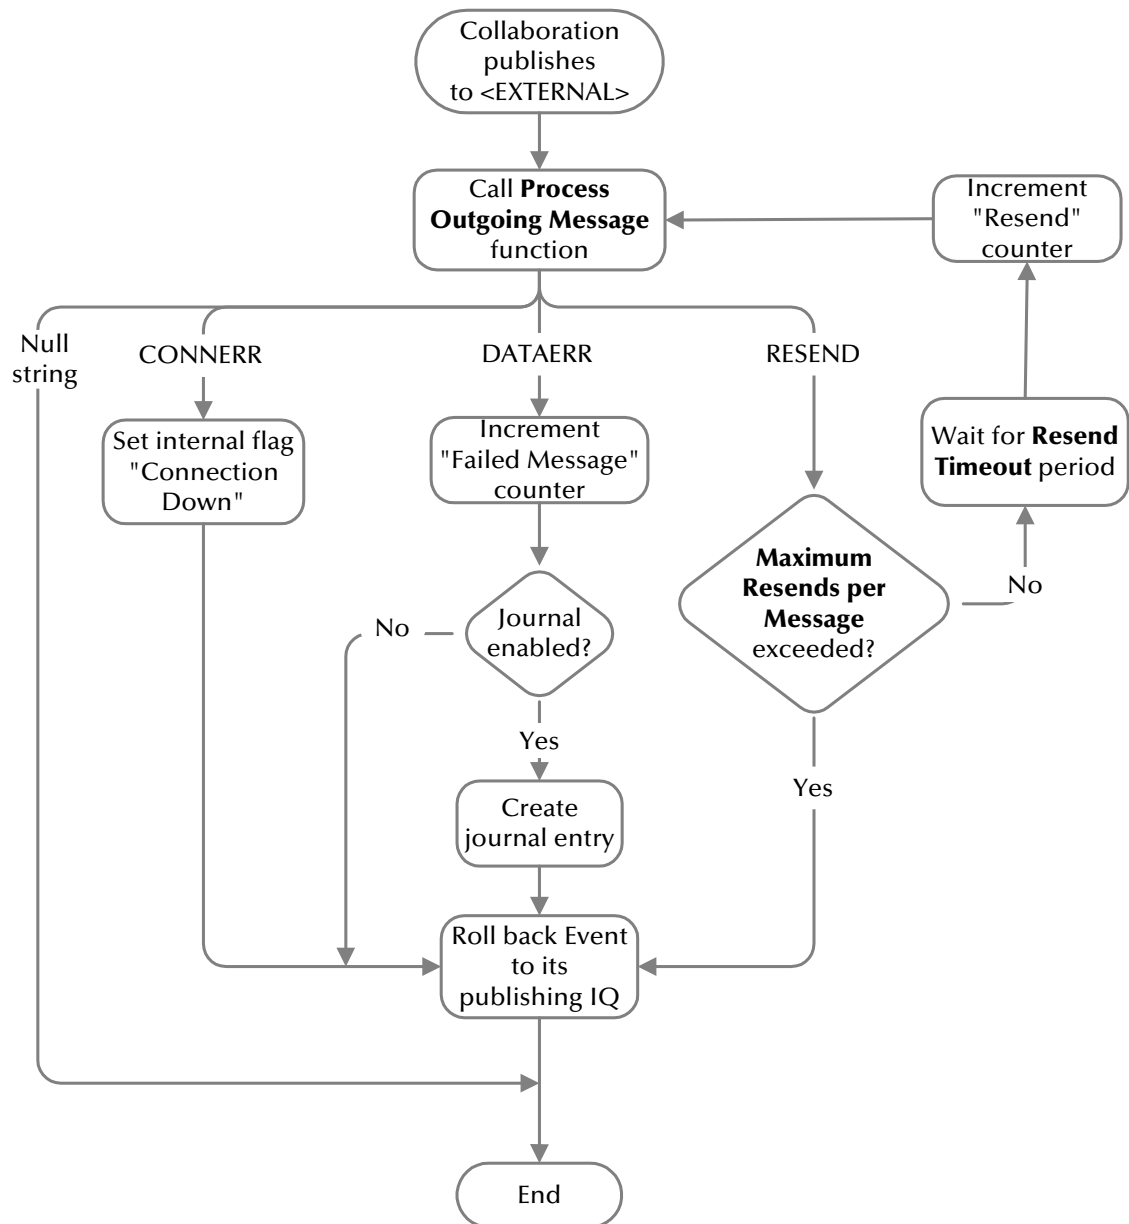 Collaboration
publishes
to <EXTERNAL>
Call Process
Outgoing Message
function
Increment
"Resend"
counter
Null
string
CONNERR
DATAERR
RESEND
Set internal flag
"Connection
Down"
Increment
"Failed Message"
counter
Wait for Resend
Timeout period
Maximum
Resends per
Message
exceeded?
No
No
Journal
enabled?
Yes
Yes
Create
journal entry
Roll back Event
to its
publishing IQ
End